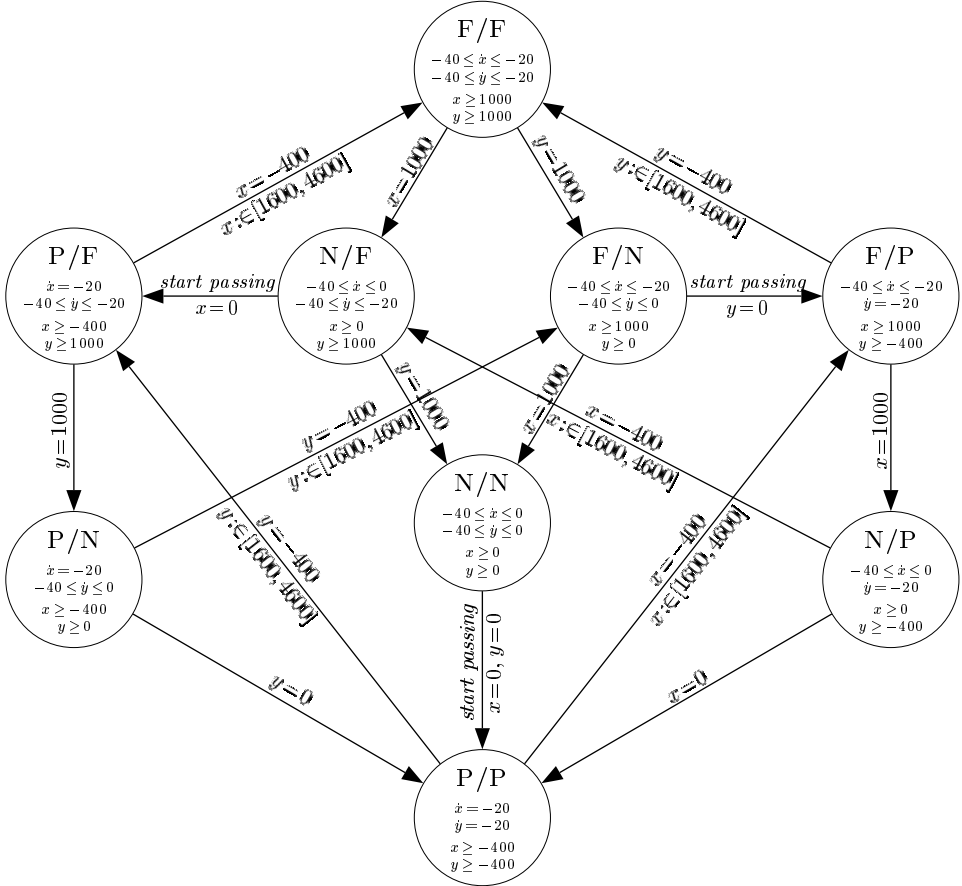 F/F
−40 ≤ ẋ ≤ −20
−40 ≤ ẏ ≤ −20
x ≥ 1000
y ≥ 1000
x = −400
x :∈ [1600, 4600]
x = 1000
y = 1000
y = −400
y :∈ [1600, 4600]
P/F
ẋ = −20
−40 ≤ ẏ ≤ −20
x ≥ −400
y ≥ 1000
start passing
x = 0
N/F
−40 ≤ ẋ ≤ 0
−40 ≤ ẏ ≤ −20
x ≥ 0
y ≥ 1000
F/N
−40 ≤ ẋ ≤ −20
−40 ≤ ẏ ≤ 0
x ≥ 1000
y ≥ 0
start passing
y = 0
F/P
−40 ≤ ẋ ≤ −20
ẏ = −20
x ≥ 1000
y ≥ −400
y = 1000
y = −400
y :∈ [1600, 4600]
y = 1000
x = 1000
x = −400
x :∈ [1600, 4600]
x = 1000
P/N
ẋ = −20
−40 ≤ ẏ ≤ 0
x ≥ −400
y ≥ 0
y = −400
y :∈ [1600, 4600]
N/N
−40 ≤ ẋ ≤ 0
−40 ≤ ẏ ≤ 0
x ≥ 0
y ≥ 0
x = −400
x :∈ [1600, 4600]
N/P
−40 ≤ ẋ ≤ 0
ẏ = −20
x ≥ 0
y ≥ −400
y = 0
start passing
x = 0, y = 0
x = 0
P/P
ẋ = −20
ẏ = −20
x ≥ −400
y ≥ −400